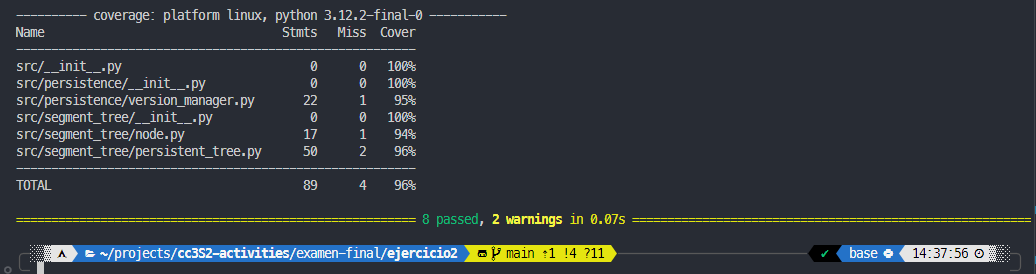 ---------- coverage: platform linux, python 3.12.2-final-0 -----------
Name Stmts Miss Cover
---------------------------------------------------------
src/__init__.py 0 0 100%
src/persistence/__init__.py 0 0 100%
src/persistence/version_manager.py 22 1 95%
src/segment_tree/__init__.py 0 0 100%
src/segment_tree/node.py 17 1 94%
src/segment_tree/persistent_tree.py 50 2 96%
---------------------------------------------------------
TOTAL 89 4 96%
8 passed, 2 warnings in 0.07s
~/projects/cc3S2-activities/examen-final/ejercicio2 main ⇡1 !4 ?11 ✔ base 14:37:56